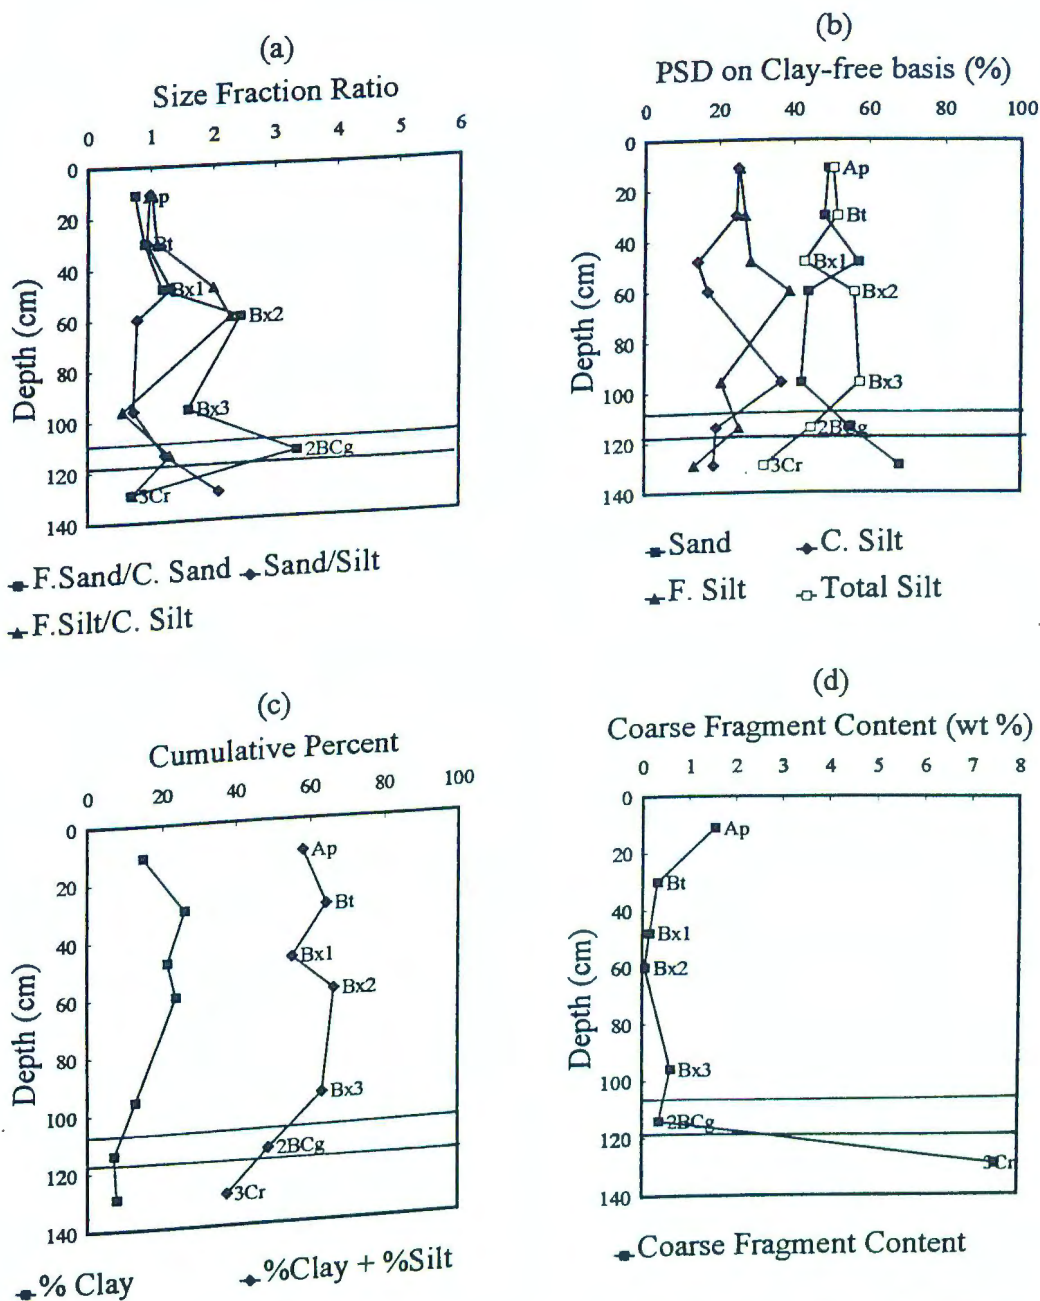 (a)
Size Fraction Ratio
0 1 2 3 4 5 6
0
20
40
60
80
100
120
140
Depth (cm)
Ap
Bt
Bx1
Bx2
Bx3
2BCg
3Cr
F.Sand/C. Sand Sand/Silt
F.Silt/C. Silt
(b)
PSD on Clay-free basis (%)
0 20 40 60 80 100
0
20
40
60
80
100
120
140
Depth (cm)
Ap
Bt
Bx1
Bx2
Bx3
2BCg
3Cr
Sand C. Silt
F. Silt Total Silt
(c)
Cumulative Percent
0 20 40 60 80 100
0
20
40
60
80
100
120
140
Depth (cm)
Ap
Bt
Bx1
Bx2
Bx3
2BCg
3Cr
% Clay %Clay + %Silt
(d)
Coarse Fragment Content (wt %)
0 1 2 3 4 5 6 7 8
0
20
40
60
80
100
120
140
Depth (cm)
Ap
Bt
Bx1
Bx2
Bx3
2BCg
3Cr
Coarse Fragment Content